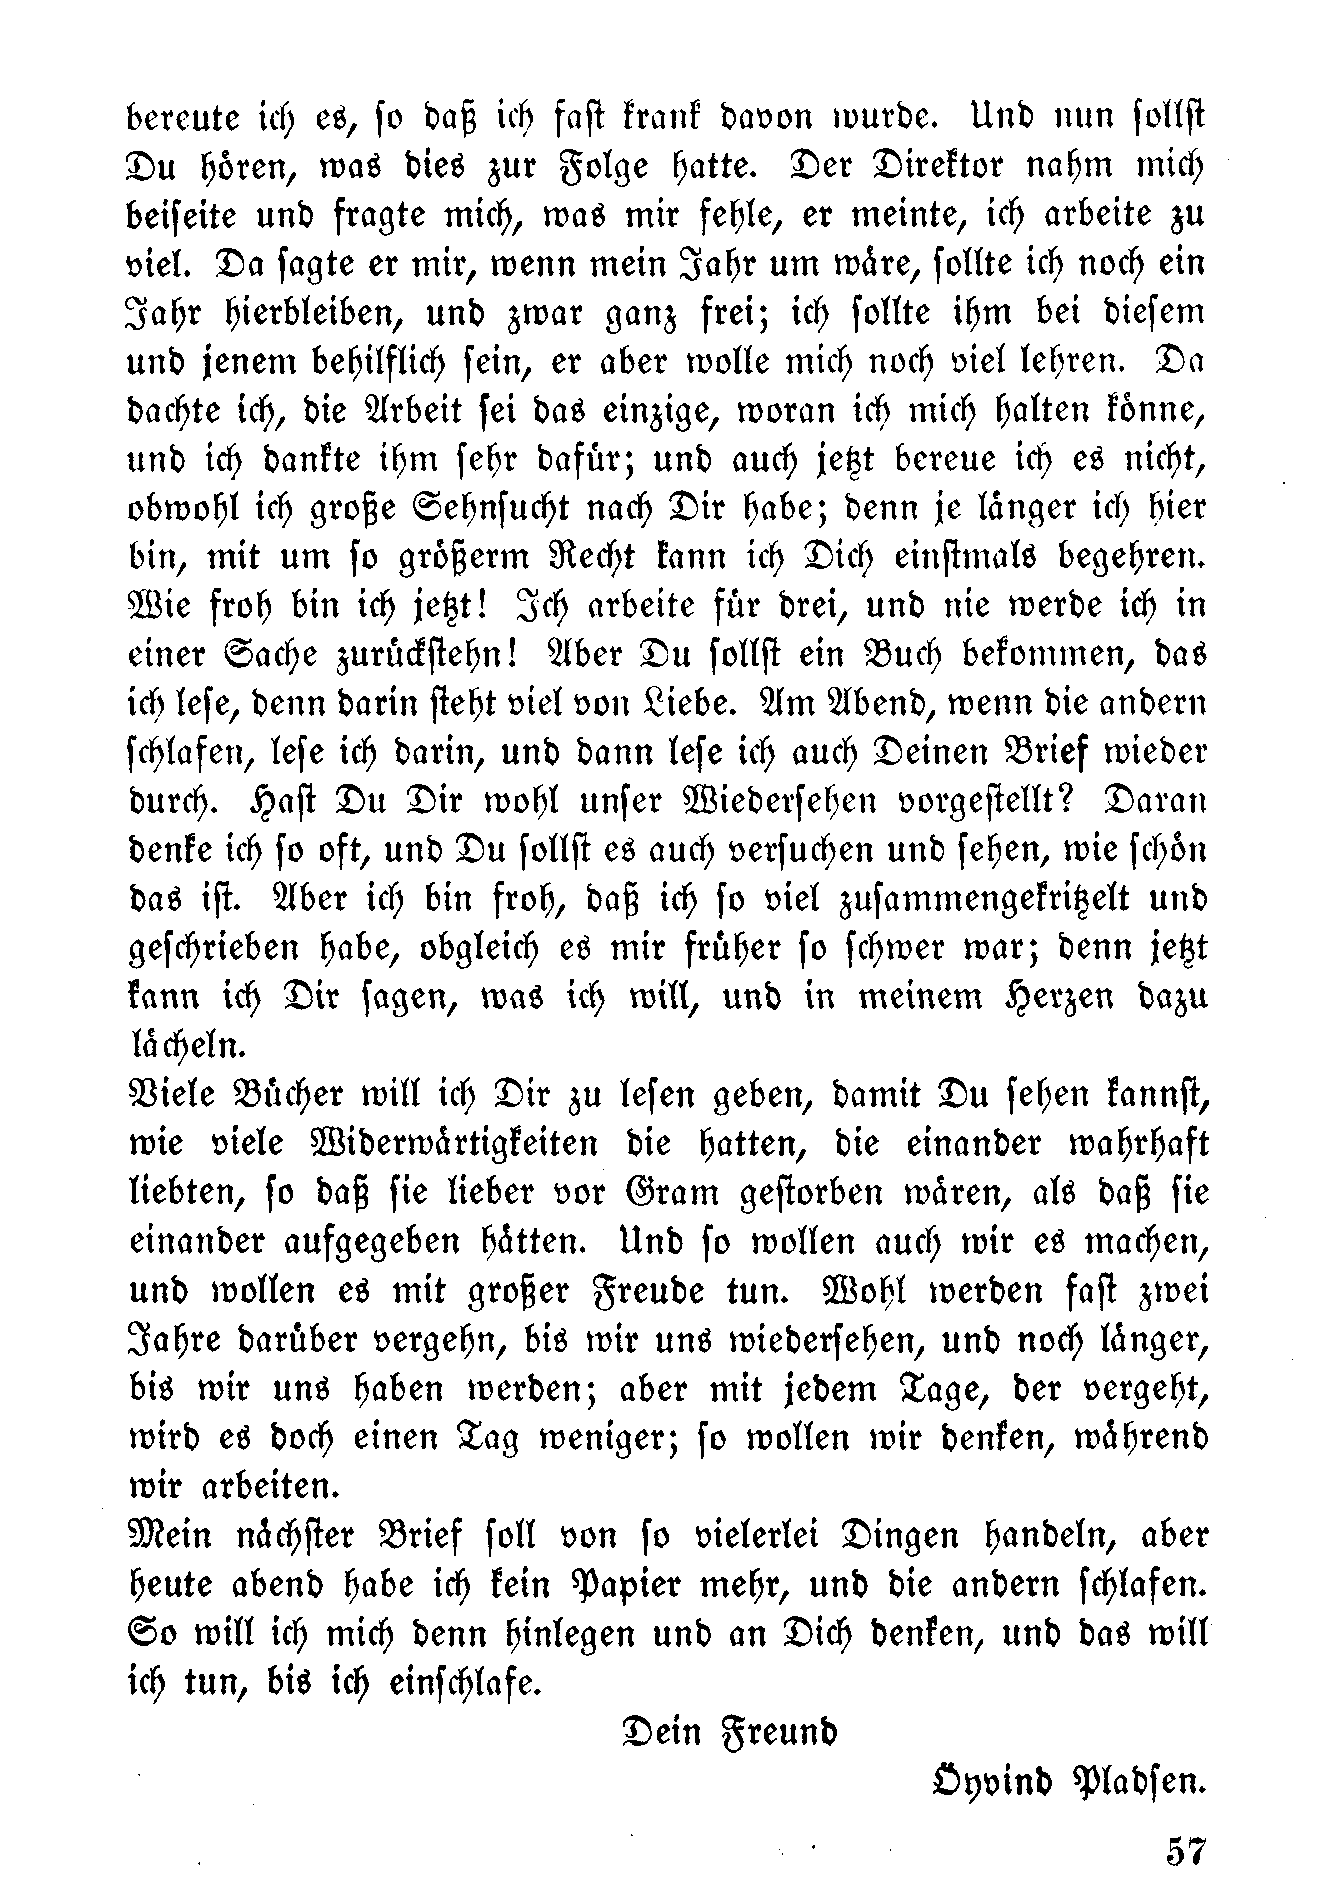 bereute ich es, so daß ich fast krank davon wurde. Und nun sollst
Du hören, was dies zur Folge hatte. Der Direktor nahm mich
beiseite und fragte mich, was mir fehle, er meinte, ich arbeite zu
viel. Da sagte er mir, wenn mein Jahr um wäre, sollte ich noch ein
Jahr hierbleiben, und zwar ganz frei; ich sollte ihm bei diesem
und jenem behilflich sein, er aber wolle mich noch viel lehren. Da
dachte ich, die Arbeit sei das einzige, woran ich mich halten könne,
und ich dankte ihm sehr dafür; und auch jetzt bereue ich es nicht,
obwohl ich große Sehnsucht nach Dir habe; denn je länger ich hier
bin, mit um so größerm Recht kann ich Dich einstmals begehren.
Wie froh bin ich jetzt! Ich arbeite für drei, und nie werde ich in
einer Sache zurückstehn! Aber Du sollst ein Buch bekommen, das
ich lese, denn darin steht viel von Liebe. Am Abend, wenn die andern
schlafen, lese ich darin, und dann lese ich auch Deinen Brief wieder
durch. Hast Du Dir wohl unser Wiedersehen vorgestellt? Daran
denke ich so oft, und Du sollst es auch versuchen und sehen, wie schön
das ist. Aber ich bin froh, daß ich so viel zusammengekritzelt und
geschrieben habe, obgleich es mir früher so schwer war; denn jetzt
kann ich Dir sagen, was ich will, und in meinem Herzen dazu
lächeln.
Viele Bücher will ich Dir zu lesen geben, damit Du sehen kannst,
wie viele Widerwärtigkeiten die hatten, die einander wahrhaft
liebten, so daß sie lieber vor Gram gestorben wären, als daß sie
einander aufgegeben hätten. Und so wollen auch wir es machen,
und wollen es mit großer Freude tun. Wohl werden fast zwei
Jahre darüber vergehn, bis wir uns wiedersehen, und noch länger,
bis wir uns haben werden; aber mit jedem Tage, der vergeht,
wird es doch einen Tag weniger; so wollen wir denken, während
wir arbeiten.
Mein nächster Brief soll von so vielerlei Dingen handeln, aber
heute abend habe ich kein Papier mehr, und die andern schlafen.
So will ich mich denn hinlegen und an Dich denken, und das will
ich tun, bis ich einschlafe.
Dein Freund
Öyvind Pladsen.
57